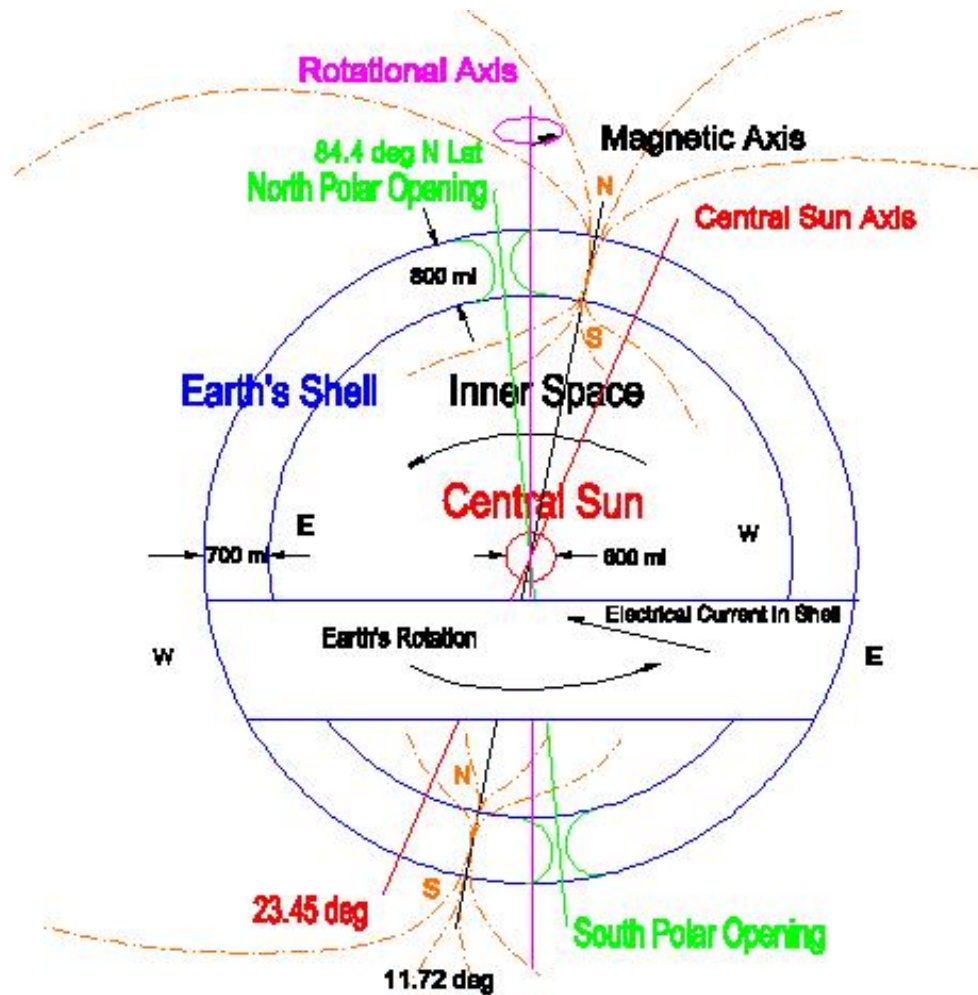 Rotational Axis
84.4 deg N Lat
North Polar Opening
Magnetic Axis
N
Central Sun Axis
800 mi
S
Earth's Shell
Inner Space
Central Sun
E
W
700 mi
600 mi
Electrical Current in Shell
Earth's Rotation
W
E
N
S
23.45 deg
South Polar Opening
11.72 deg